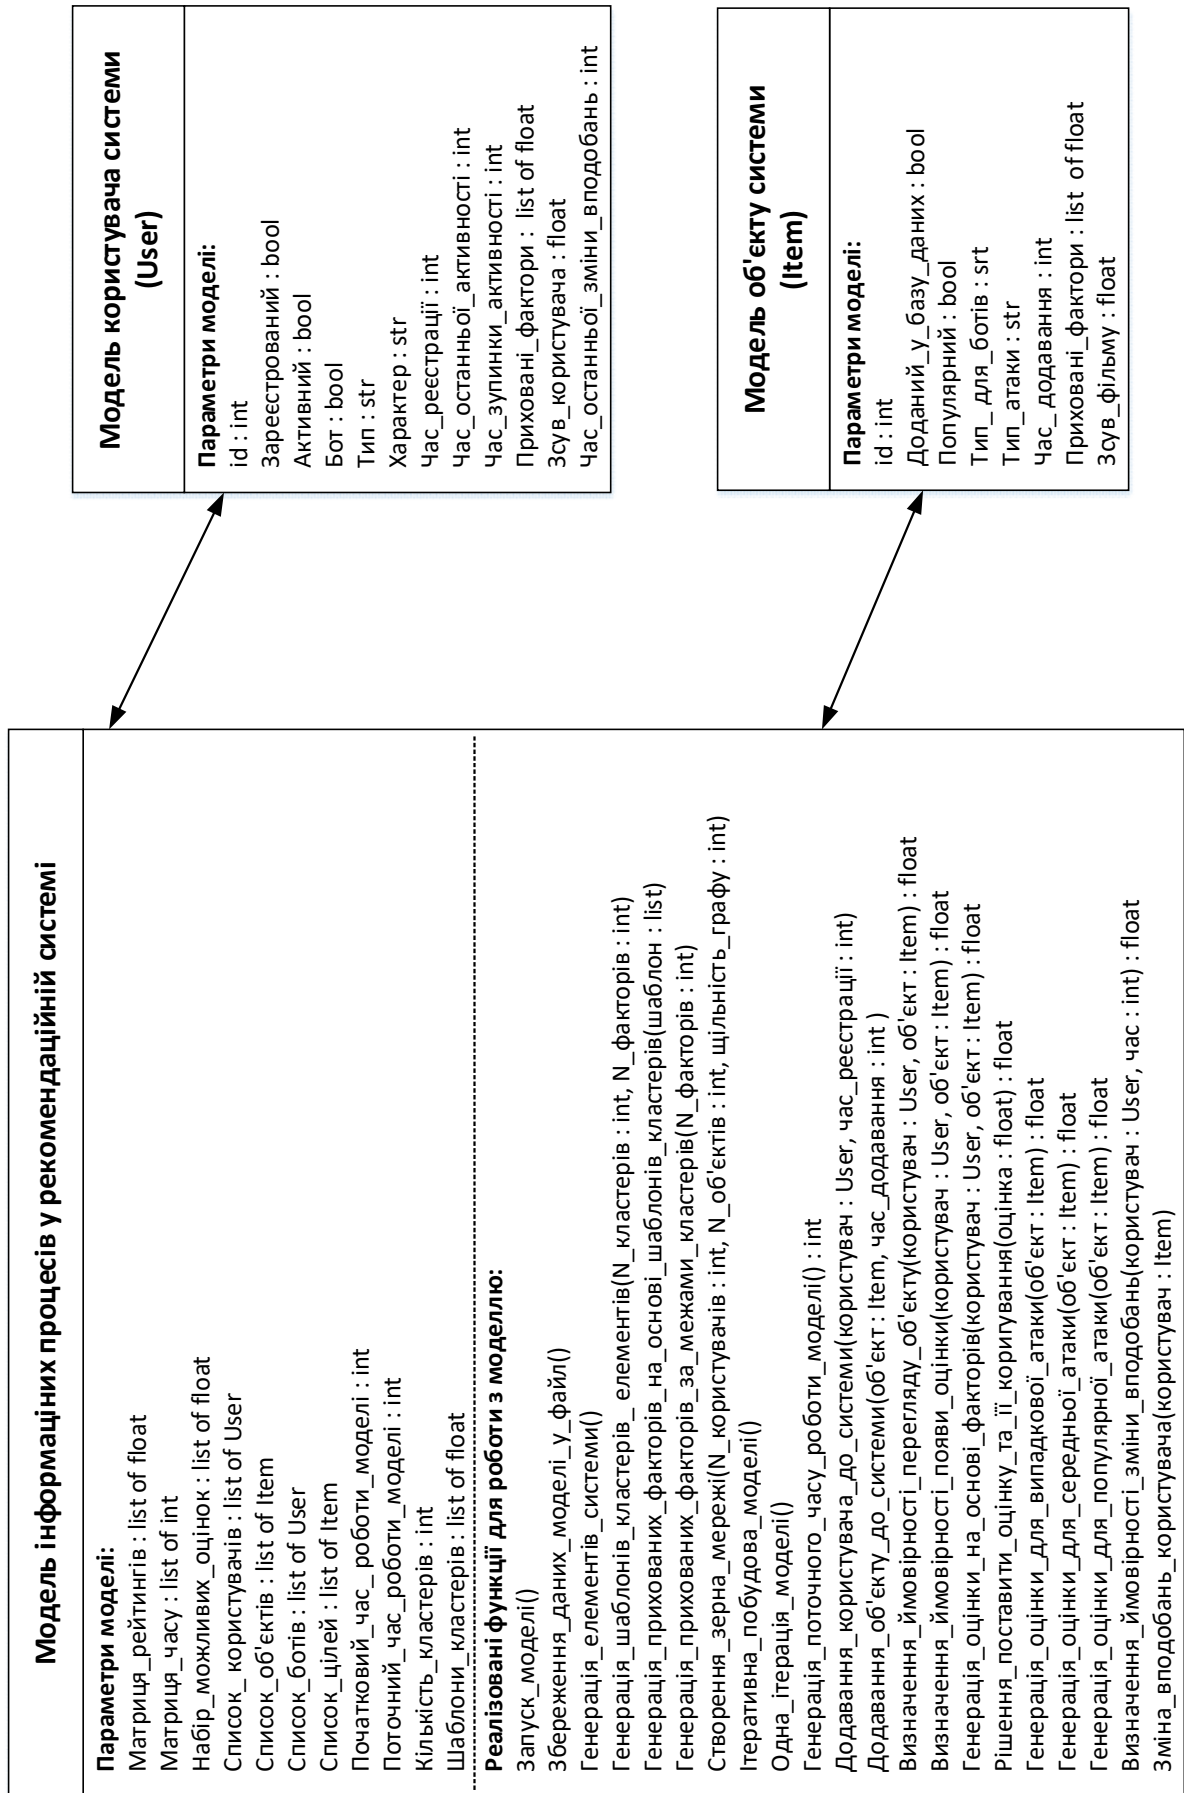 Модель інформаціних процесів у рекомендаційній системі
Параметри моделі:
Матриця_рейтингів : list of float
Матриця_часу : list of int
Набір_можливих_оцінок : list of float
Список_ користувачів : list of User
Список_об'єктів : list of Item
Список_ботів : list of User
Список_цілей : list of Item
Початковий_час_ роботи_моделі : int
Поточний_час_роботи_моделі : int
Кількість_кластерів : int
Шаблони_кластерів : list of float
Реалізовані функції для роботи з моделлю:
Запуск_моделі()
Збереження_даних_моделі_у_файл()
Генерація_елементів_системи()
Генерація_шаблонів_кластерів_ елементів(N_кластерів : int, N_факторів : int)
Генерація_прихованих_факторів_на_основі_шаблонів_кластерів(шаблон : list)
Генерація_прихованих_факторів_за_межами_кластерів(N_факторів : int)
Створення_зерна_мережі(N_користувачів : int, N_об'єктів : int, щільність_графу : int)
Ітеративна_побудова_моделі()
Одна_ітерація_моделі()
Генерація_поточного_часу_роботи_моделі() : int
Додавання_користувача_до_системи(користувач : User, час_реєстрації : int)
Додавання_об'єкту_до_системи(об'єкт : Item, час_додавання : int )
Визначення_ймовірності_перегляду_об'єкту(користувач : User, об'єкт : Item) : float
Визначення_ймовірності_появи_оцінки(користувач : User, об'єкт : Item) : float
Генерація_оцінки_на_основі_факторів(користувач : User, об'єкт : Item) : float
Рішення_поставити_оцінку_та_її_коригування(оцінка : float) : float
Генерація_оцінки_для_випадкової_атаки(об'єкт : Item) : float
Генерація_оцінки_для_середньої_атаки(об'єкт : Item) : float
Генерація_оцінки_для_популярної_атаки(об'єкт : Item) : float
Визначення_ймовірності_зміни_вподобань(користувач : User, час : int) : float
Зміна_вподобань_користувача(користувач : Item)
Модель користувача системи
(User)
Параметри моделі:
id : int
Зареєстрований : bool
Активний : bool
Бот : bool
Тип : str
Характер : str
Час_реєстрації : int
Час_останньої_активності : int
Час_зупинки_активності : int
Приховані_фактори : list of float
Зсув_користувача : float
Час_останньої_зміни_вподобань : int
Модель об'єкту системи
(Item)
Параметри моделі:
id : int
Доданий_у_базу_даних : bool
Популярний : bool
Тип_ для_ботів : srt
Тип_атаки : str
Час_ додавання : int
Приховані_фактори : list of float
Зсув_фільму : float